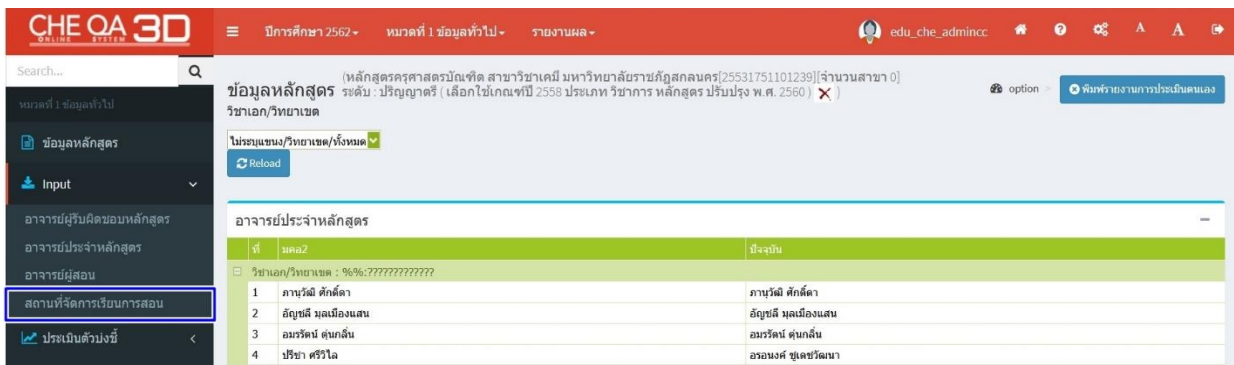 CHE QA 3D
ONLINE SYSTEM
ปีการศึกษา 2562
หมวดที่ 1 ข้อมูลทั่วไป
รายงานผล
edu_che_admincc
A
A
Search...
หมวดที่ 1 ข้อมูลทั่วไป
ข้อมูลหลักสูตร
Input
อาจารย์ผู้รับผิดชอบหลักสูตร
อาจารย์ประจำหลักสูตร
อาจารย์ผู้สอน
สถานที่จัดการเรียนการสอน
ประเมินตัวบ่งชี้
(หลักสูตรครุศาสตรบัณฑิต สาขาวิชาเคมี มหาวิทยาลัยราชภัฏสกลนคร[25531751101239][จำนวนสาขา 0]
ข้อมูลหลักสูตร ระดับ : ปริญญาตรี ( เลือกใช้เกณฑ์ปี 2558 ประเภท วิชาการ หลักสูตร ปรับปรุง พ.ศ. 2560 ) )
วิชาเอก/วิทยาเขต
option >
พิมพ์รายงานการประเมินตนเอง
ไม่ระบุแขนง/วิทยาเขต/ทั้งหมด
Reload
อาจารย์ประจำหลักสูตร
ที่ มคอ2 ปัจจุบัน
วิชาเอก/วิทยาเขต : %%:?????????????
1 ภานุวัฒิ ศักดิ์ดา ภานุวัฒิ ศักดิ์ดา
2 อัญชลี มุลเมืองแสน อัญชลี มุลเมืองแสน
3 อมรรัตน์ ตุ่นกลิ่น อมรรัตน์ ตุ่นกลิ่น
4 ปรีชา ศรีวิไล อรอนงค์ ชูเดชวัฒนา